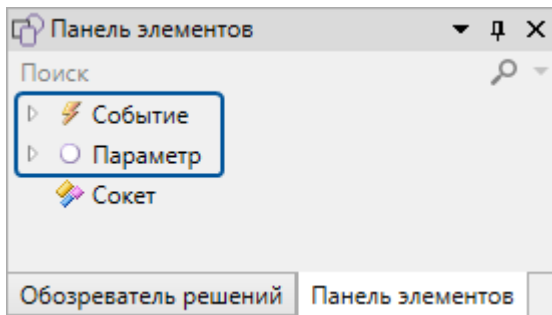 Панель элементов
Поиск
Событие
Параметр
Сокет
Обозреватель решений Панель элементов